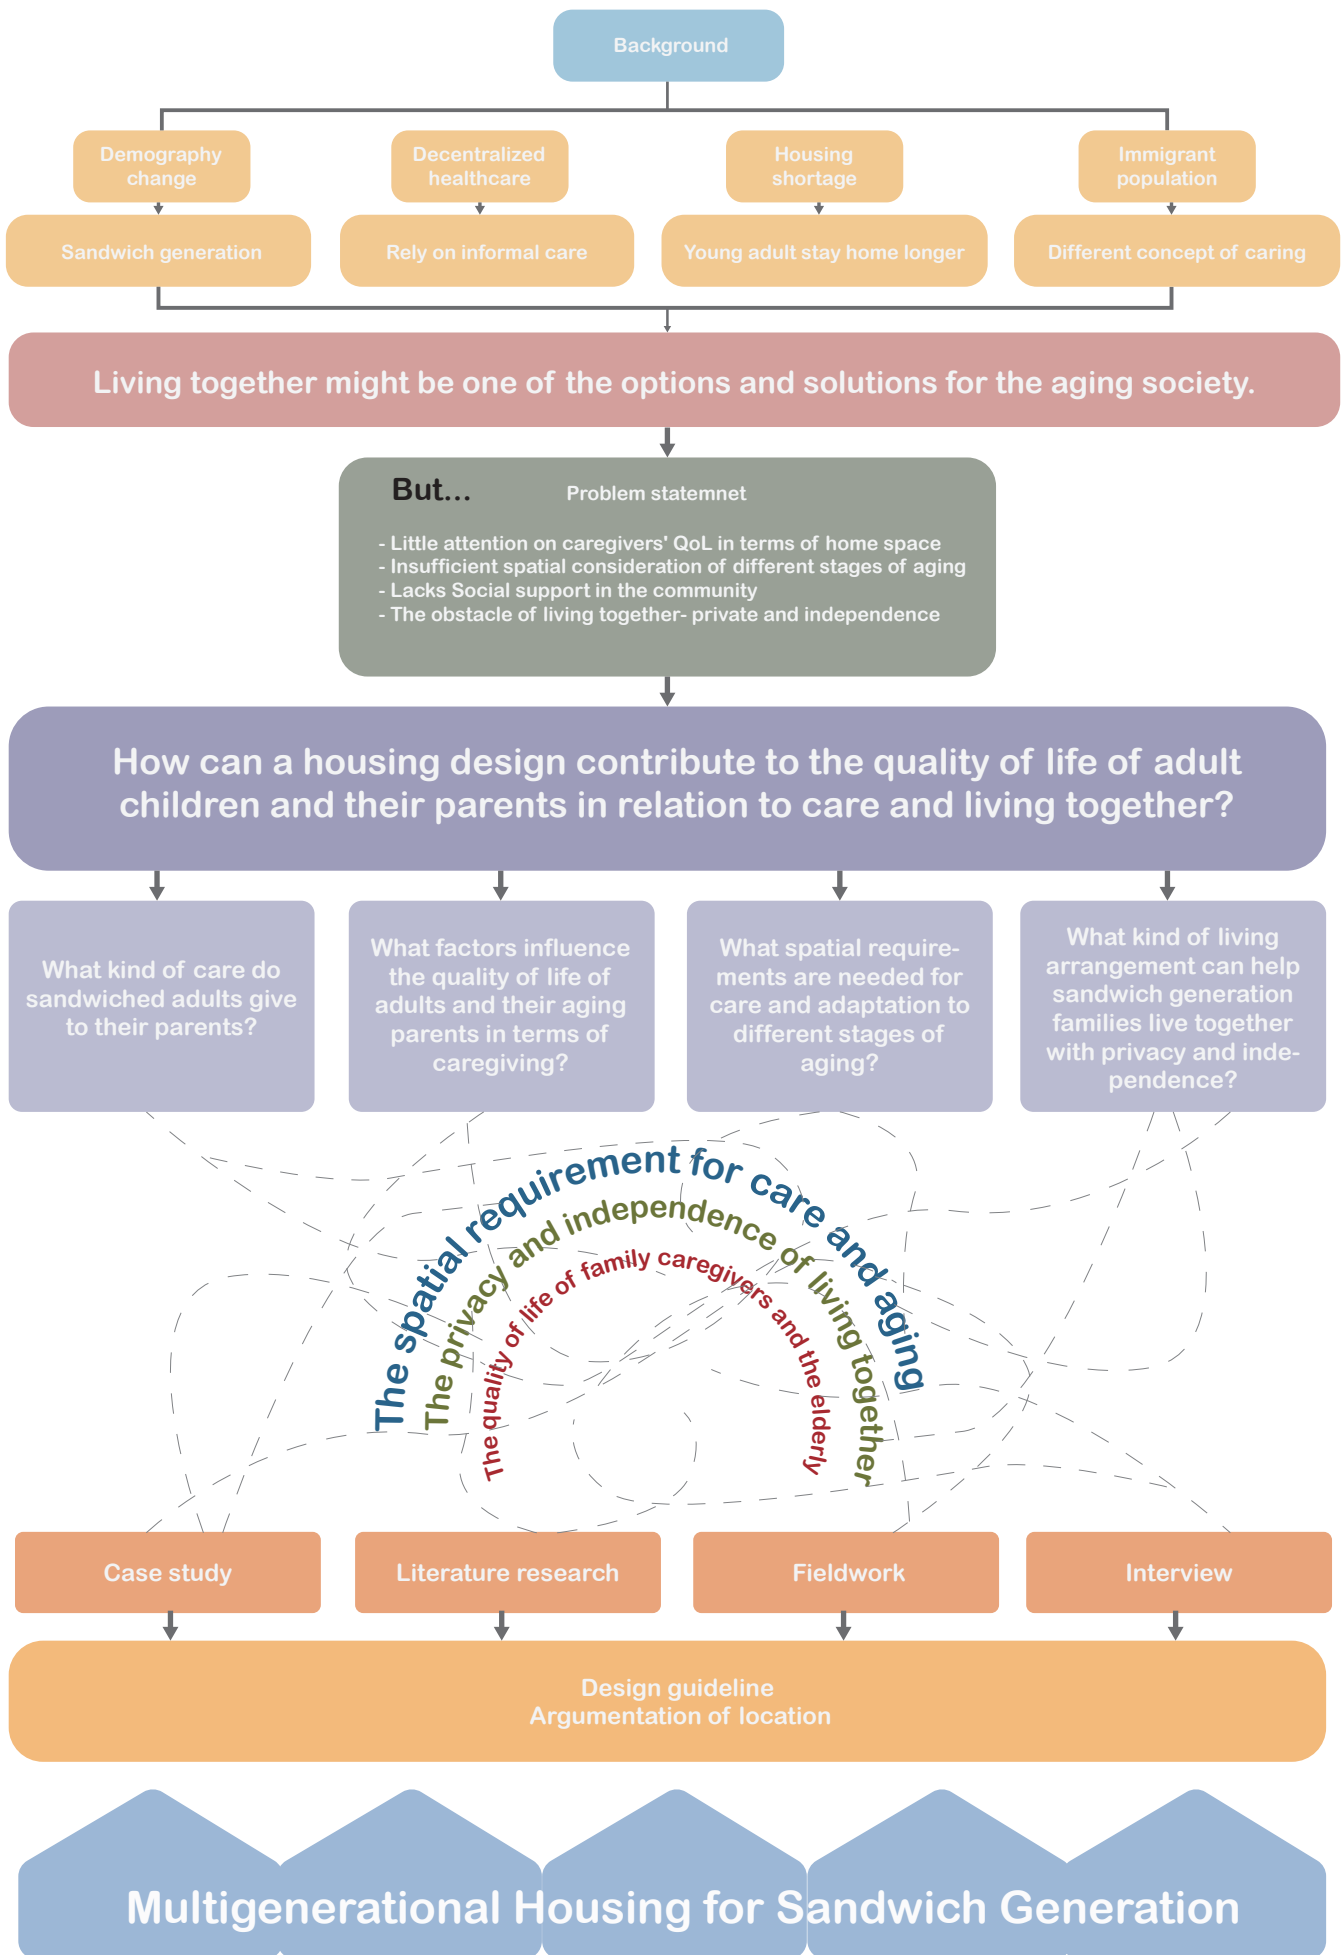 Background
Demography
change
Decentralized
healthcare
Housing
shortage
Immigrant
population
Sandwich generation
Rely on informal care
Young adult stay home longer
Different concept of caring
Living together might be one of the options and solutions for the aging society.
But...
Problem statemnet
- Little attention on caregivers' QoL in terms of home space
- Insufficient spatial consideration of different stages of aging
- Lacks Social support in the community
- The obstacle of living together- private and independence
How can a housing design contribute to the quality of life of adult
children and their parents in relation to care and living together?
What kind of care do
sandwiched adults give
to their parents?
What factors influence
the quality of life of
adults and their aging
parents in terms of
caregiving?
What spatial require-
ments are needed for
care and adaptation to
different stages of
aging?
What kind of living
arrangement can help
sandwich generation
families live together
with privacy and inde-
pendence?
The spatial requirement for care and aging
The privacy and independence of living together
The quality of life of family caregivers and the elderly
Case study
Literature research
Fieldwork
Interview
Design guideline
Argumentation of location
Multigenerational Housing for Sandwich Generation